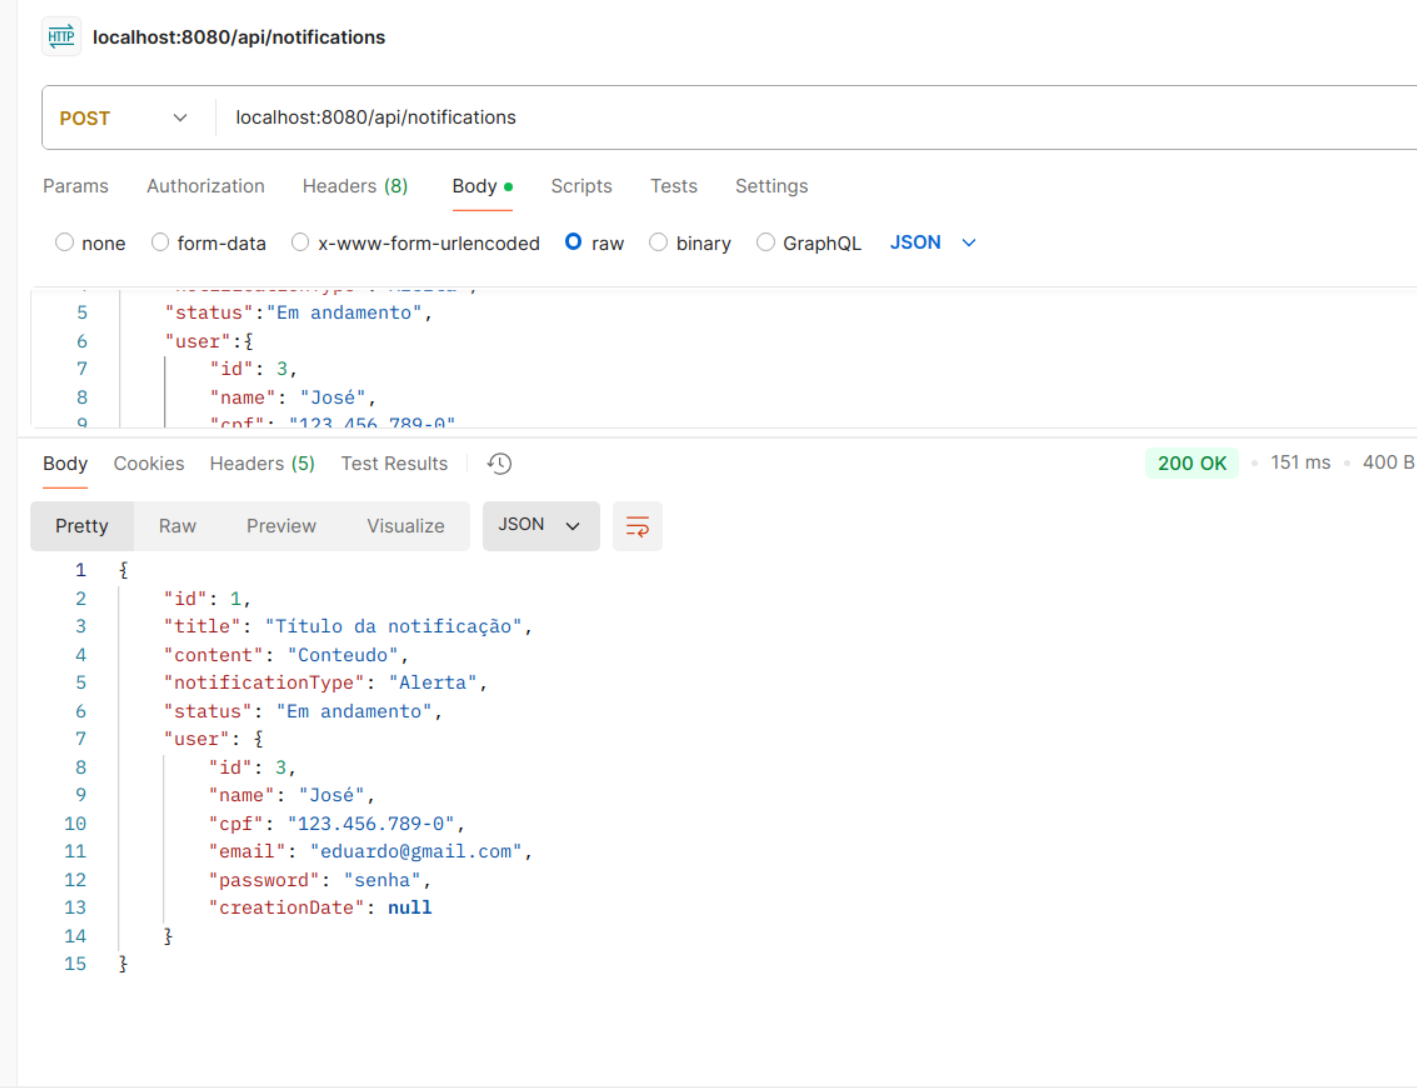 HTTP localhost:8080/api/notifications
POST localhost:8080/api/notifications
Params Authorization Headers (8) Body Scripts Tests Settings
none form-data x-www-form-urlencoded raw binary GraphQL JSON
5 "status":"Em andamento",
6 "user":{
7 "id": 3,
8 "name": "José",
9 "cpf": "123.456.789-0"
Body Cookies Headers (5) Test Results 200 OK 151 ms 400 B
Pretty Raw Preview Visualize JSON
1 {
2 "id": 1,
3 "title": "Título da notificação",
4 "content": "Conteudo",
5 "notificationType": "Alerta",
6 "status": "Em andamento",
7 "user": {
8 "id": 3,
9 "name": "José",
10 "cpf": "123.456.789-0",
11 "email": "eduardo@gmail.com",
12 "password": "senha",
13 "creationDate": null
14 }
15 }